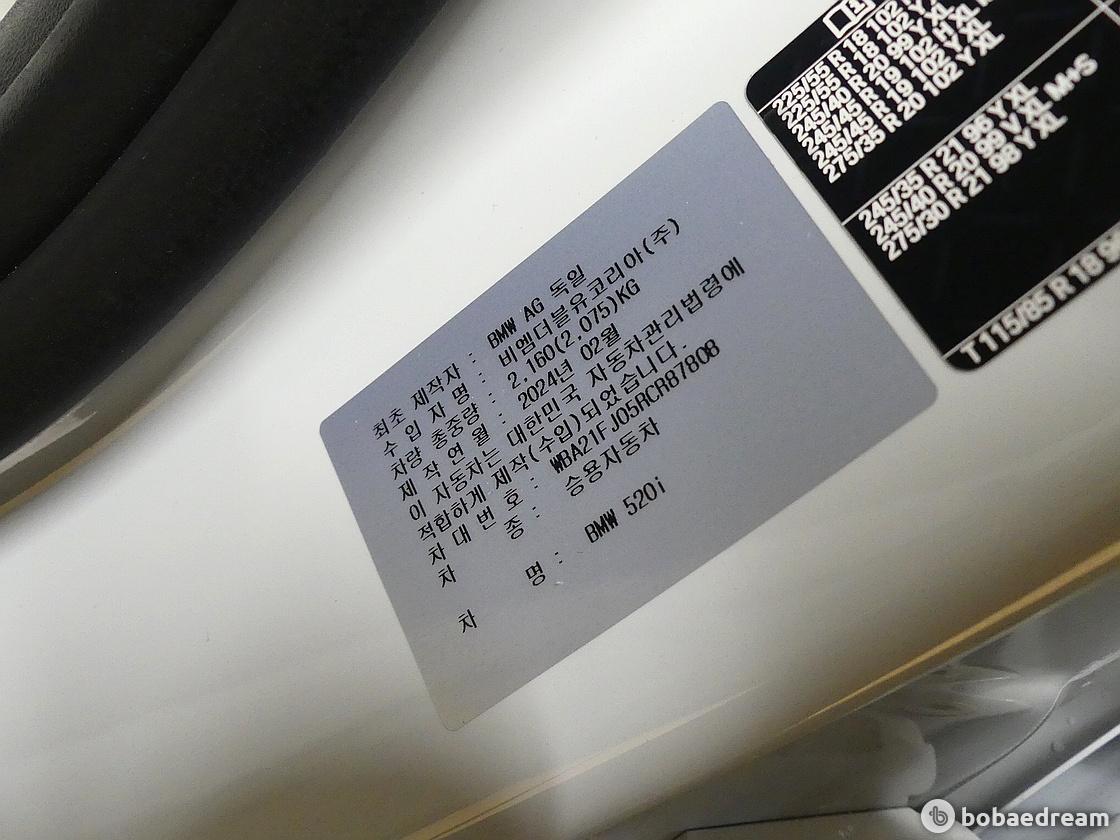 최초 제작자 : BMW AG 독일
수 입 자 명 : 비엠더블유코리아(주)
차량 총중량 : 2,160(2,075)KG
제 작 연 월 : 2024년 02월
이 자동차는 대한민국 자동차관리법령에
적합하게 제작(수입)되었습니다.
차 대 번 호 : WBA21FJ05RCR87808
차 종 : 승용자동차
차 명 : BMW 520i
225/55 R 18 102
225/55 R 18 102 Y XL
245/40 R 20 99 Y XL
245/45 R 19 102 H XL
245/45 R 19 102 Y XL
275/35 R 20 102 Y XL
245/35 R 21 96 Y XL
245/40 R 20 99 V XL M+S
275/30 R 21 98 Y XL
T 115/85 R 18
bobaedream